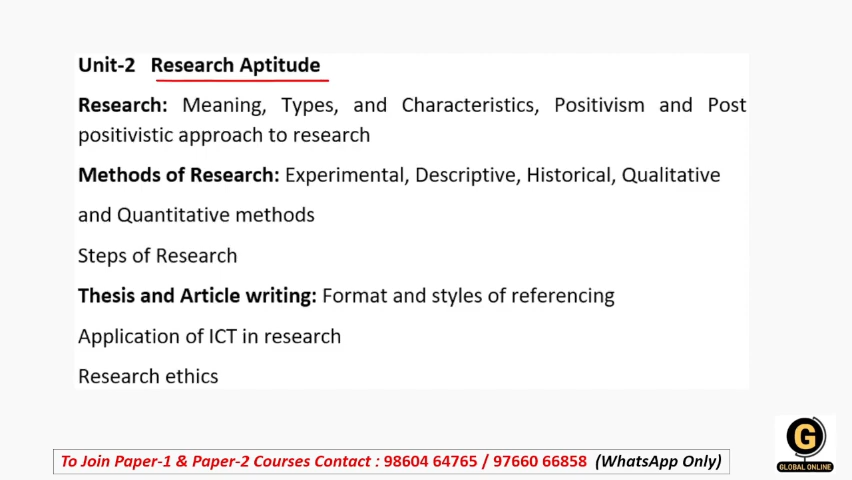 Unit-2 Research Aptitude
Research: Meaning, Types, and Characteristics, Positivism and Post
positivistic approach to research
Methods of Research: Experimental, Descriptive, Historical, Qualitative
and Quantitative methods
Steps of Research
Thesis and Article writing: Format and styles of referencing
Application of ICT in research
Research ethics
G
GLOBAL ONLINE
To Join Paper-1 & Paper-2 Courses Contact : 98604 64765 / 97660 66858 (WhatsApp Only)